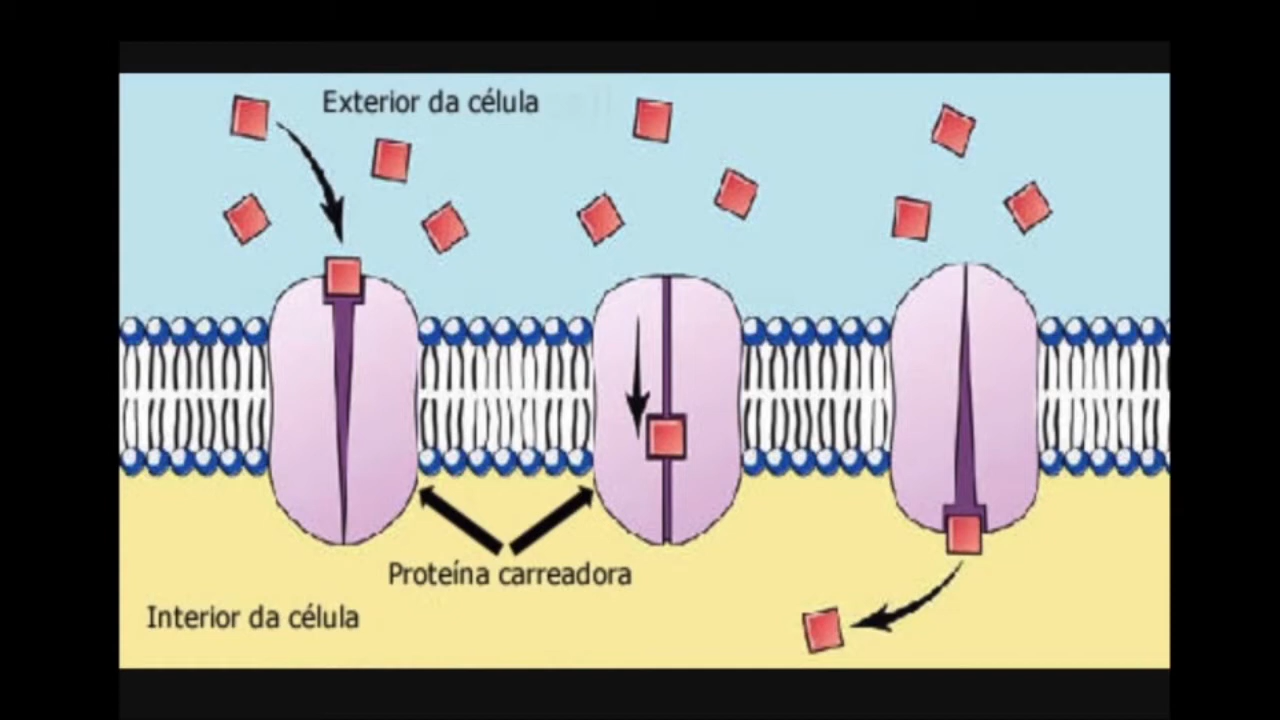 Exterior da célula
Proteína carreadora
Interior da célula